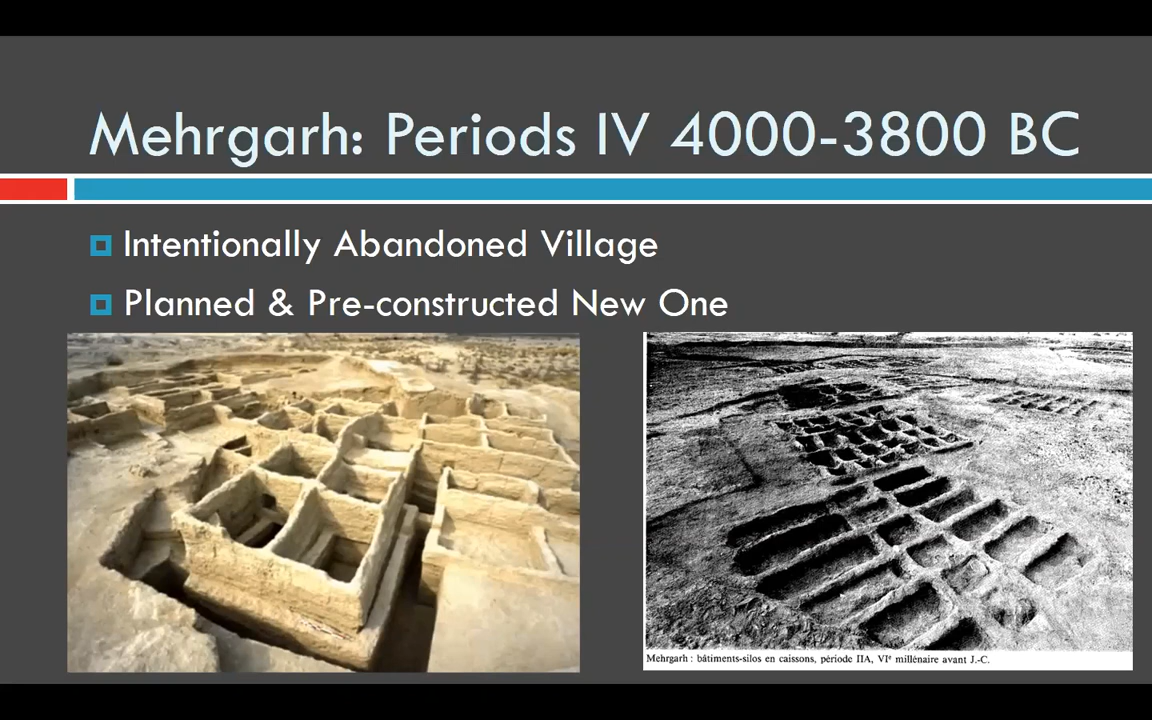 Mehrgarh: Periods IV 4000-3800 BC
Intentionally Abandoned Village
Planned & Pre-constructed New One
Mehrgarh : bâtiments-silos en caissons, période IIA, VIᵉ millénaire avant J.-C.